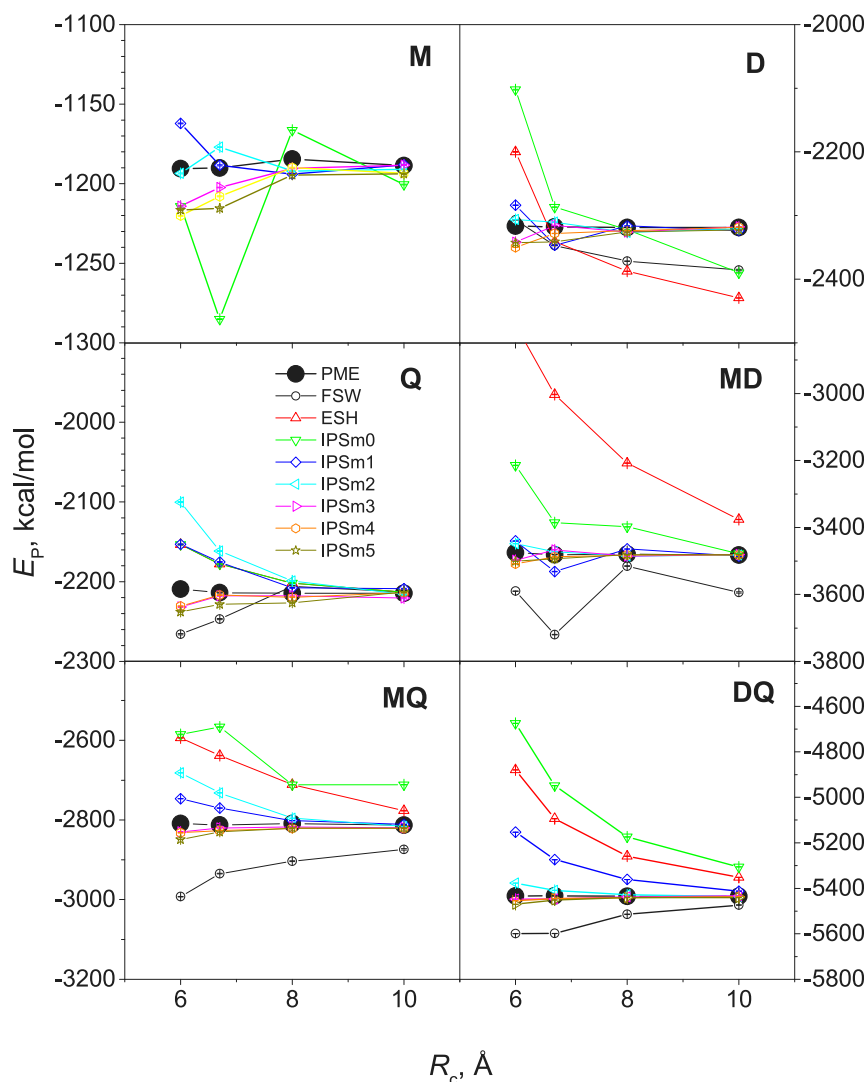 -1100
-1150
-1200
-1250
-1300
M
D
-2000
-2200
-2400
-2000
-2100
-2200
-2300
Q
PME
FSW
ESH
IPSm0
IPSm1
IPSm2
IPSm3
IPSm4
IPSm5
MD
-3000
-3200
-3400
-3600
-3800
E_P, kcal/mol
-2600
-2800
-3000
-3200
MQ
DQ
-4600
-4800
-5000
-5200
-5400
-5600
-5800
6 8 10 6 8 10
R_c, Å